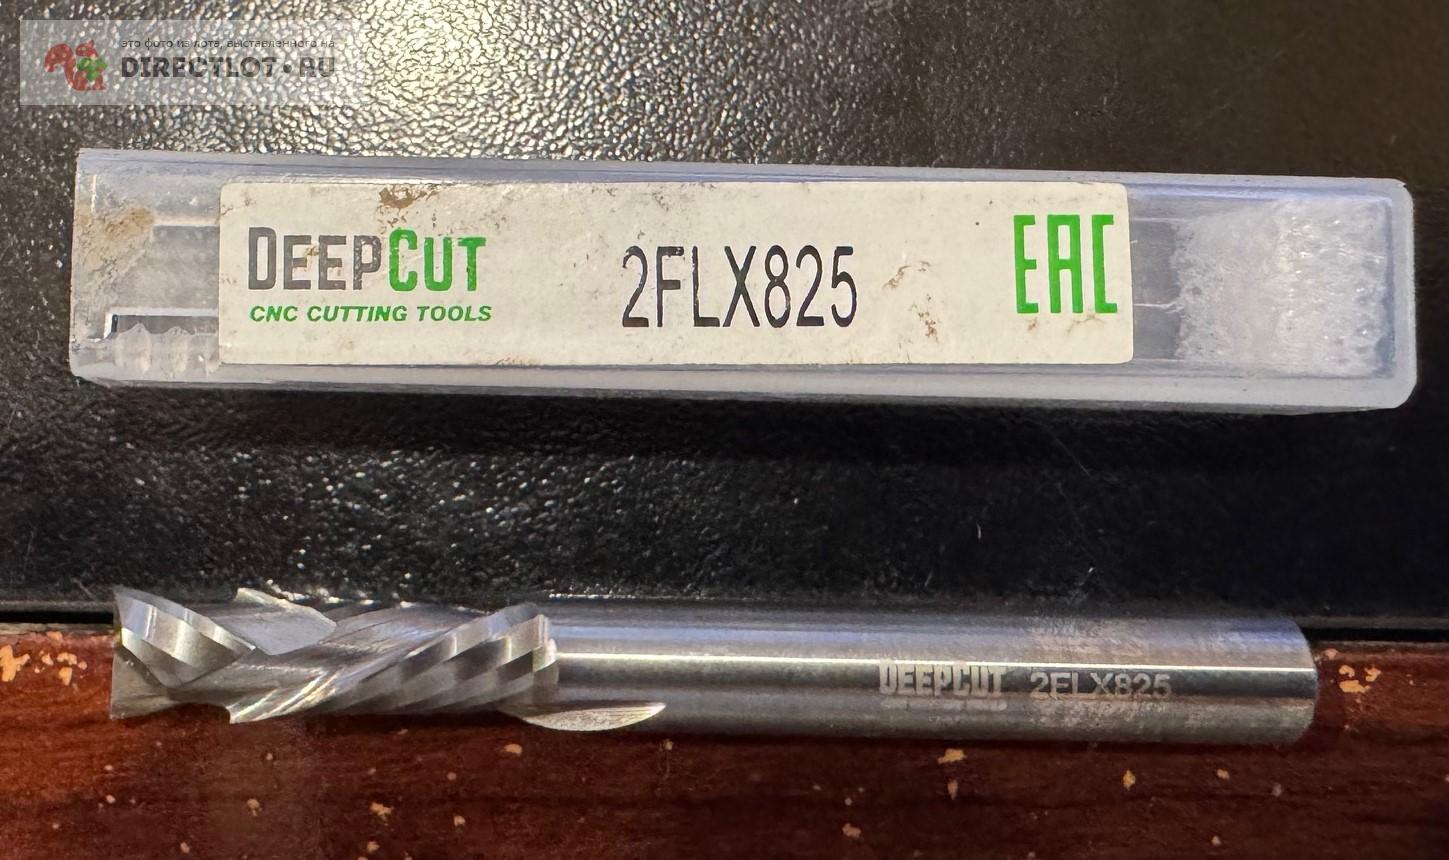 это фото из лота, выставленного на
DIRECTLOT.RU
DEEPCUT
CNC CUTTING TOOLS
2FLX825
EAC
DEEPCUT 2FLX825